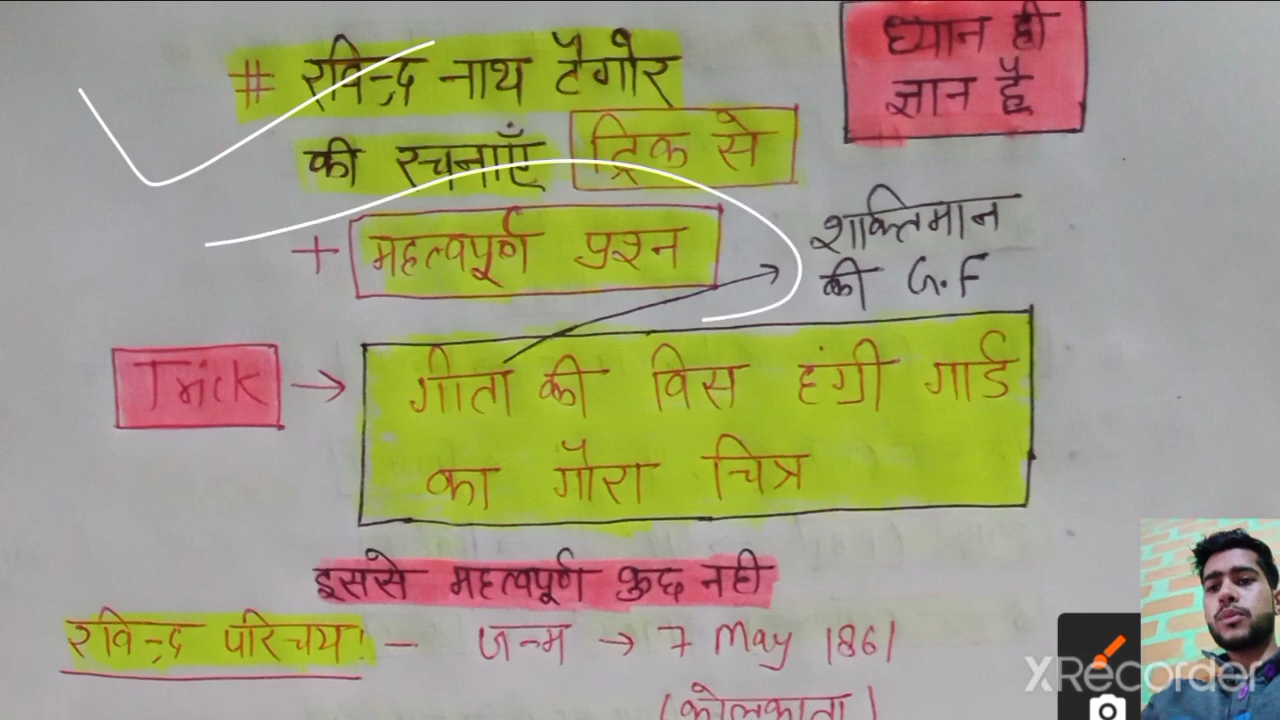 # रविन्द्र नाथ टैगोर
की रचनाएँ ट्रिक से
+ महत्वपूर्ण प्रश्न
ध्यान ही
ज्ञान है
शक्तिमान
की G.F
Trick → गीता की विस हंग्री गार्ड
का गौरा चित्र
इससे महत्वपूर्ण कुछ नही
रविन्द्र परिचय! - जन्म → 7 May 1861
(कोलकाता)
XRecorder